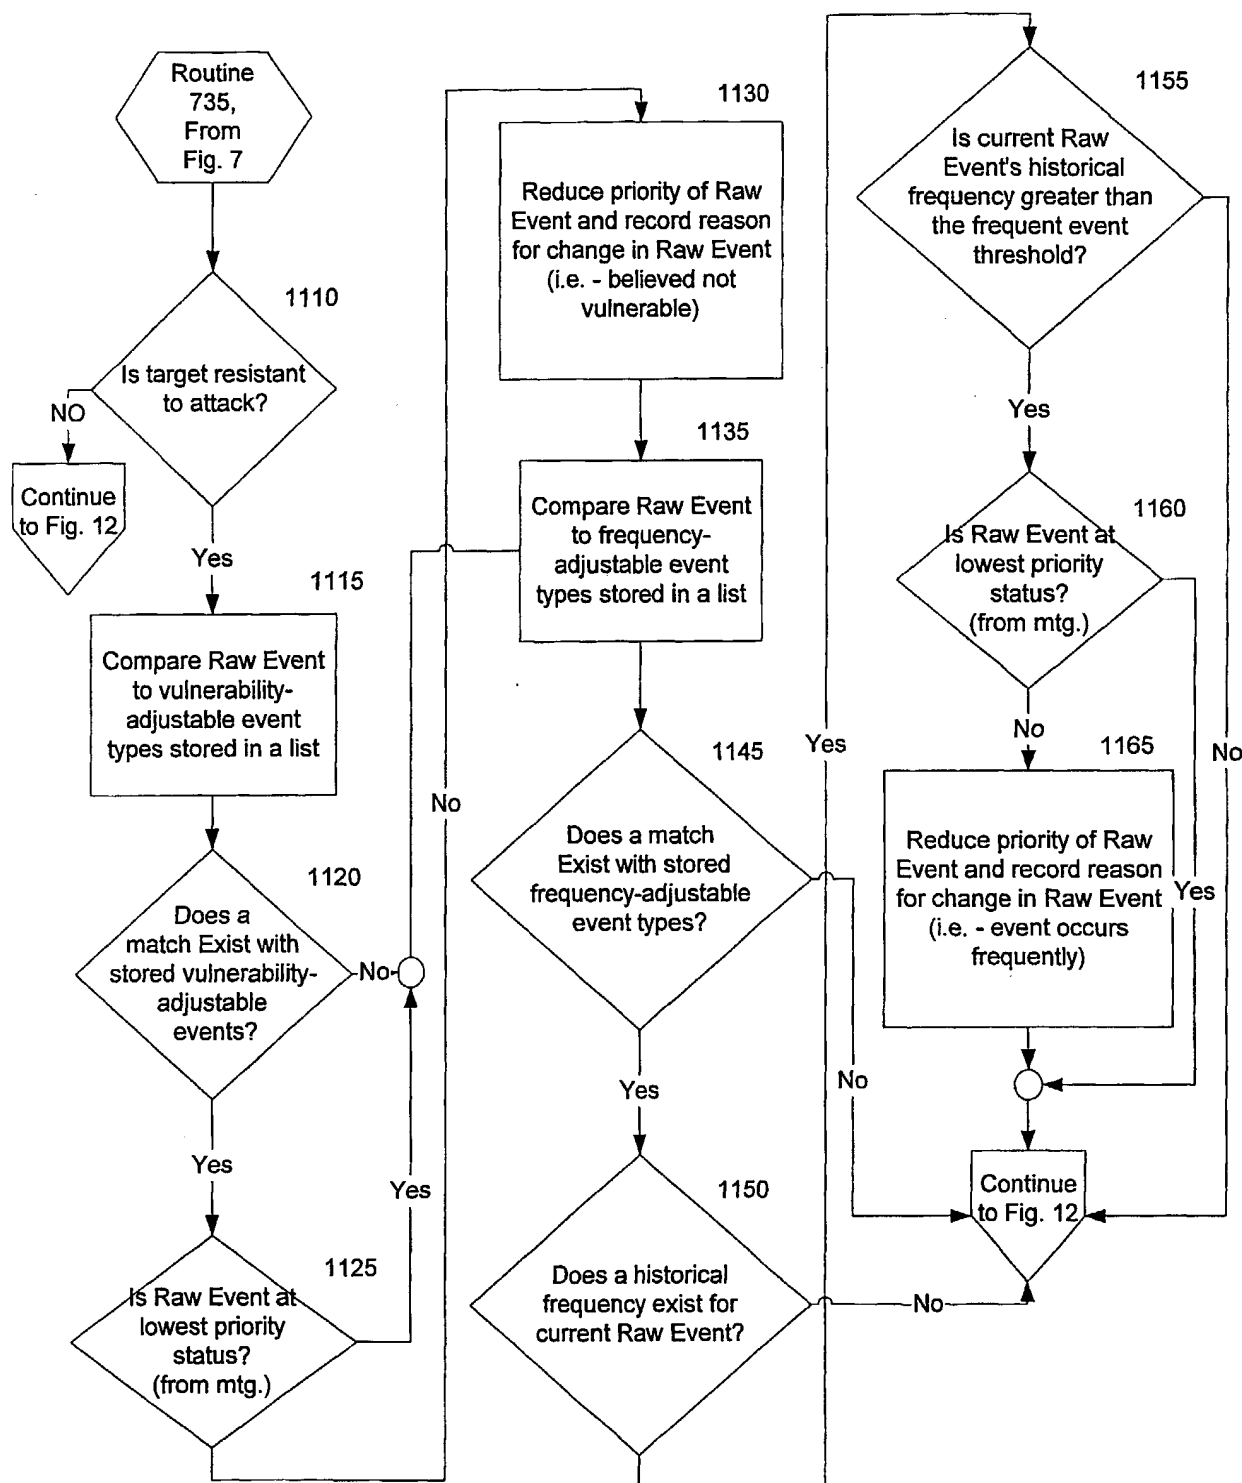 Routine
735,
From
Fig. 7
1110
Is target resistant
to attack?
NO
Continue
to Fig. 12
Yes
1115
Compare Raw Event
to vulnerability-
adjustable event
types stored in a list
1120
Does a
match Exist with
stored vulnerability-
adjustable
events?
No
Yes
Yes
1125
Is Raw Event at
lowest priority
status?
(from mtg.)
No
1130
Reduce priority of Raw
Event and record reason
for change in Raw Event
(i.e. - believed not
vulnerable)
1135
Compare Raw Event
to frequency-
adjustable event
types stored in a list
1145
Does a match
Exist with stored
frequency-adjustable
event types?
No
Yes
1150
Does a historical
frequency exist for
current Raw Event?
No
Yes
1155
Is current Raw
Event's historical
frequency greater than
the frequent event
threshold?
Yes
No
1160
Is Raw Event at
lowest priority
status?
(from mtg.)
No
Yes
1165
Reduce priority of Raw
Event and record reason
for change in Raw Event
(i.e. - event occurs
frequently)
Continue
to Fig. 12